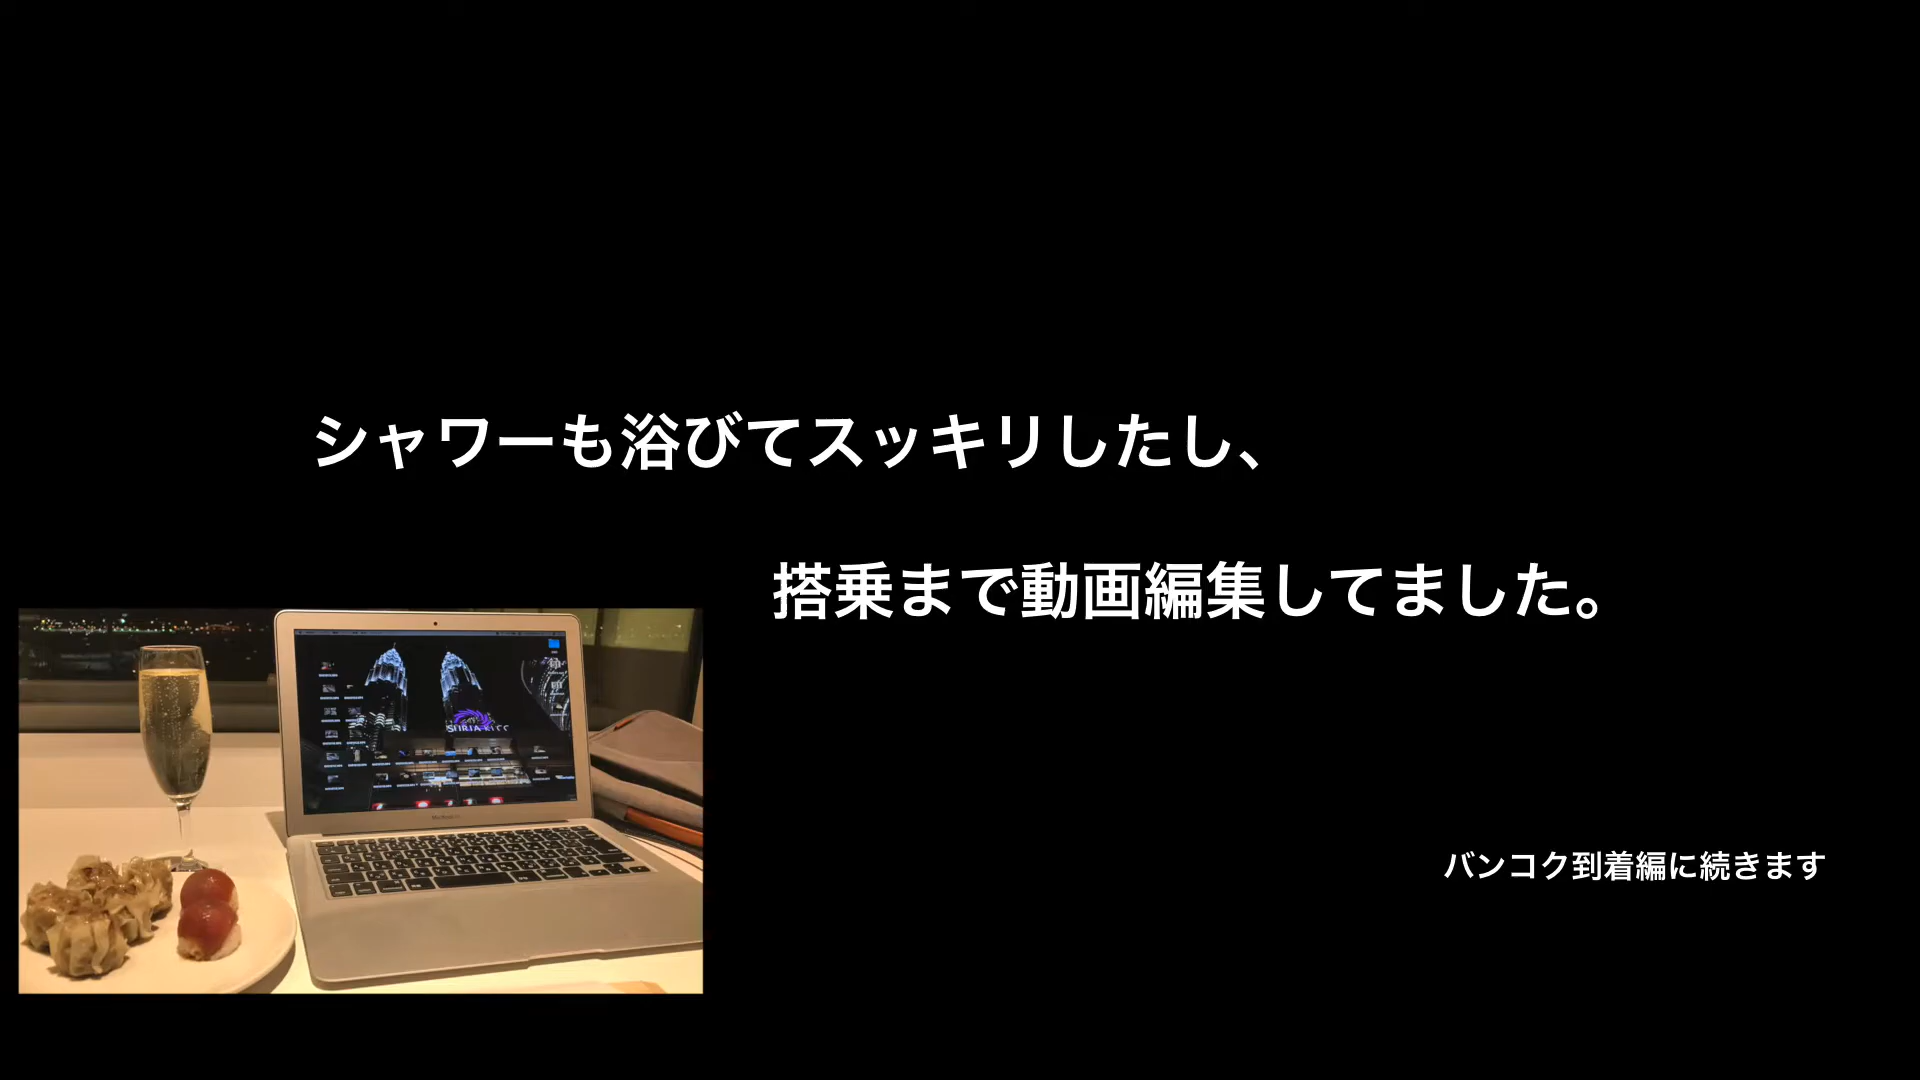 シャワーも浴びてスッキリしたし、
搭乗まで動画編集してました。
SURIA KLCC
バンコク到着編に続きます